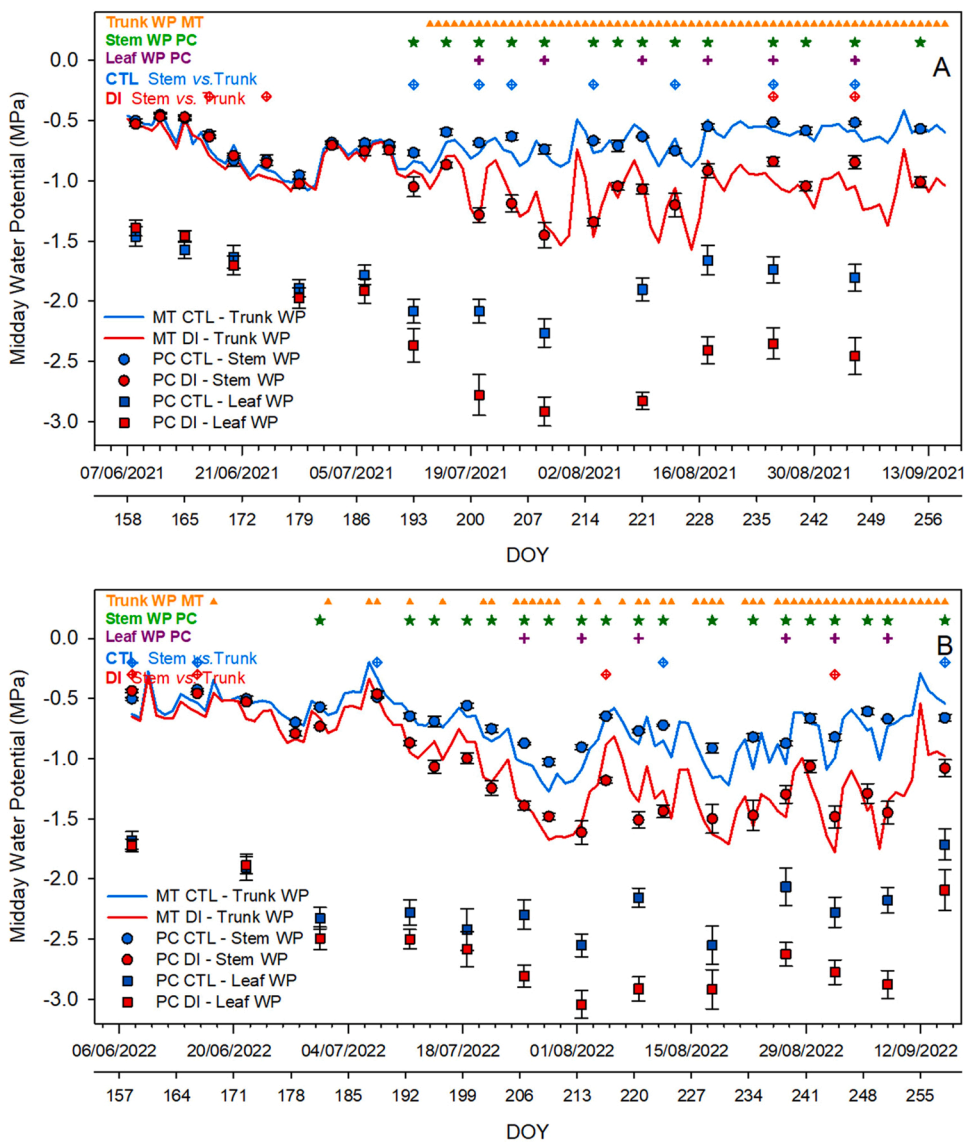 Trunk WP MT
Stem WP PC
Leaf WP PC
CTL Stem vs.Trunk
DI Stem vs. Trunk
A
Midday Water Potential (MPa)
0.0
-0.5
-1.0
-1.5
-2.0
-2.5
-3.0
MT CTL - Trunk WP
MT DI - Trunk WP
PC CTL - Stem WP
PC DI - Stem WP
PC CTL - Leaf WP
PC DI - Leaf WP
07/06/2021 21/06/2021 05/07/2021 19/07/2021 02/08/2021 16/08/2021 30/08/2021 13/09/2021
158 165 172 179 186 193 200 207 214 221 228 235 242 249 256
DOY
Trunk WP MT
Stem WP PC
Leaf WP PC
CTL Stem vs.Trunk
DI Stem vs. Trunk
B
Midday Water Potential (MPa)
0.0
-0.5
-1.0
-1.5
-2.0
-2.5
-3.0
MT CTL - Trunk WP
MT DI - Trunk WP
PC CTL - Stem WP
PC DI - Stem WP
PC CTL - Leaf WP
PC DI - Leaf WP
06/06/2022 20/06/2022 04/07/2022 18/07/2022 01/08/2022 15/08/2022 29/08/2022 12/09/2022
157 164 171 178 185 192 199 206 213 220 227 234 241 248 255
DOY